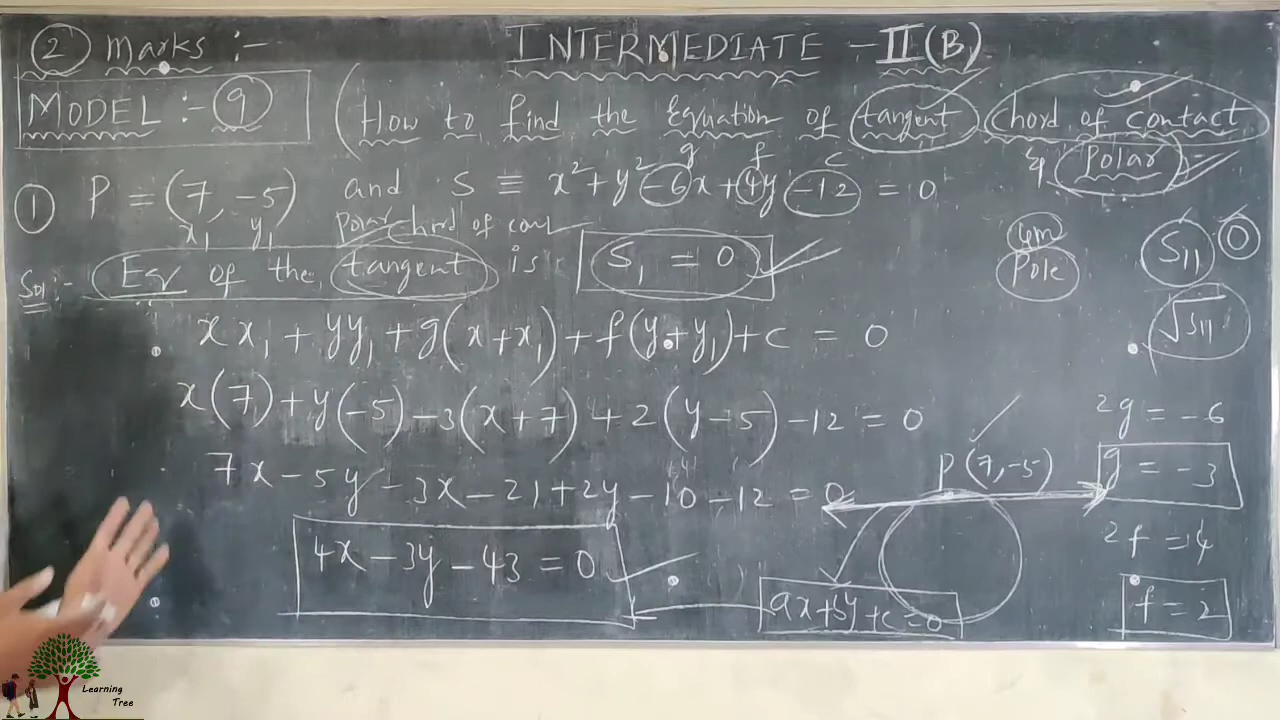 ② Marks :- INTERMEDIATE - II(B)
MODEL :- ⑨ (How to find the Equation of tangent, chord of contact
& Polar)
① P = (7, -5) and S ≡ x² + y² - 6x + 4y - 12 = 0
x₁ y₁ g f c
polar chord of con
Sol :- Eq of the tangent is S₁ = 0
Pole
S₁₁ 0
√S₁₁
xx₁ + yy₁ + g(x + x₁) + f(y + y₁) + c = 0
x(7) + y(-5) - 3(x + 7) + 2(y - 5) - 12 = 0
2g = -6
7x - 5y - 3x - 21 + 2y - 10 - 12 = 0
P(7, -5)
g = -3
4x - 3y - 43 = 0
2f = 4
ax + by + c = 0
f = 2
Learning
Tree